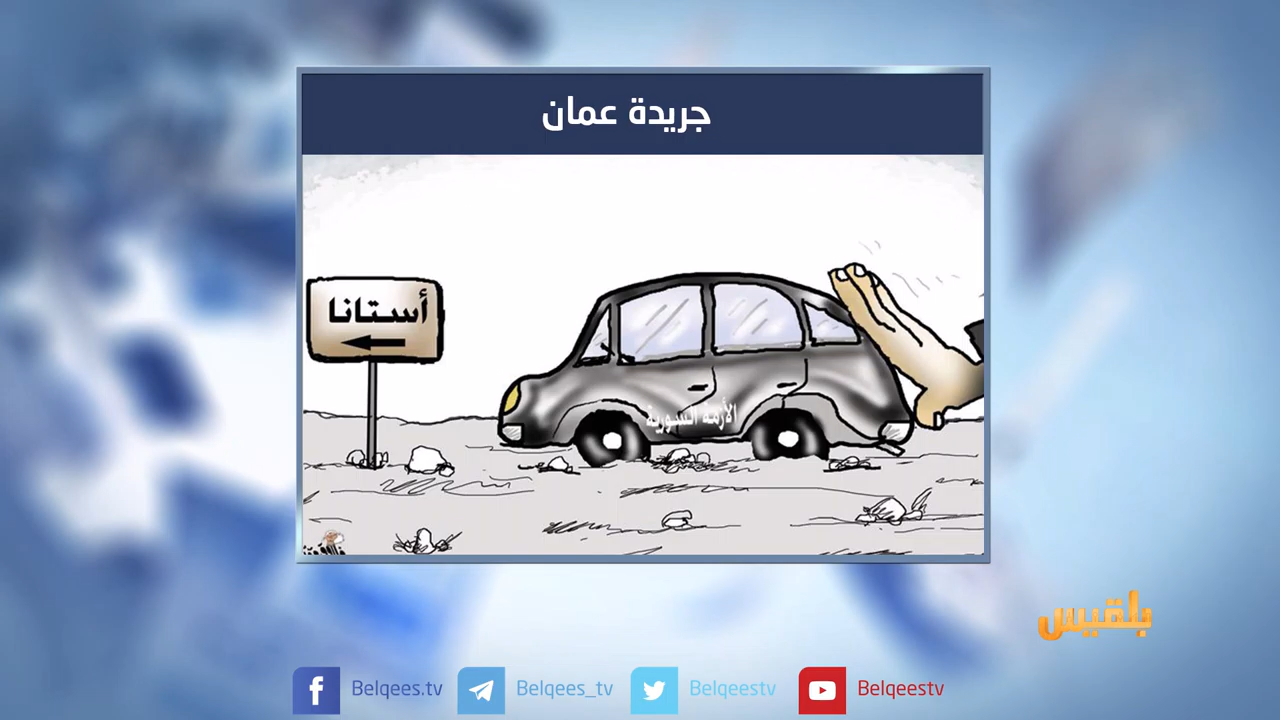 جريدة عمان
أستانا
الأزمة السورية
بلقيس
Belqees.tv
Belqees_tv
Belqeestv
Belqeestv